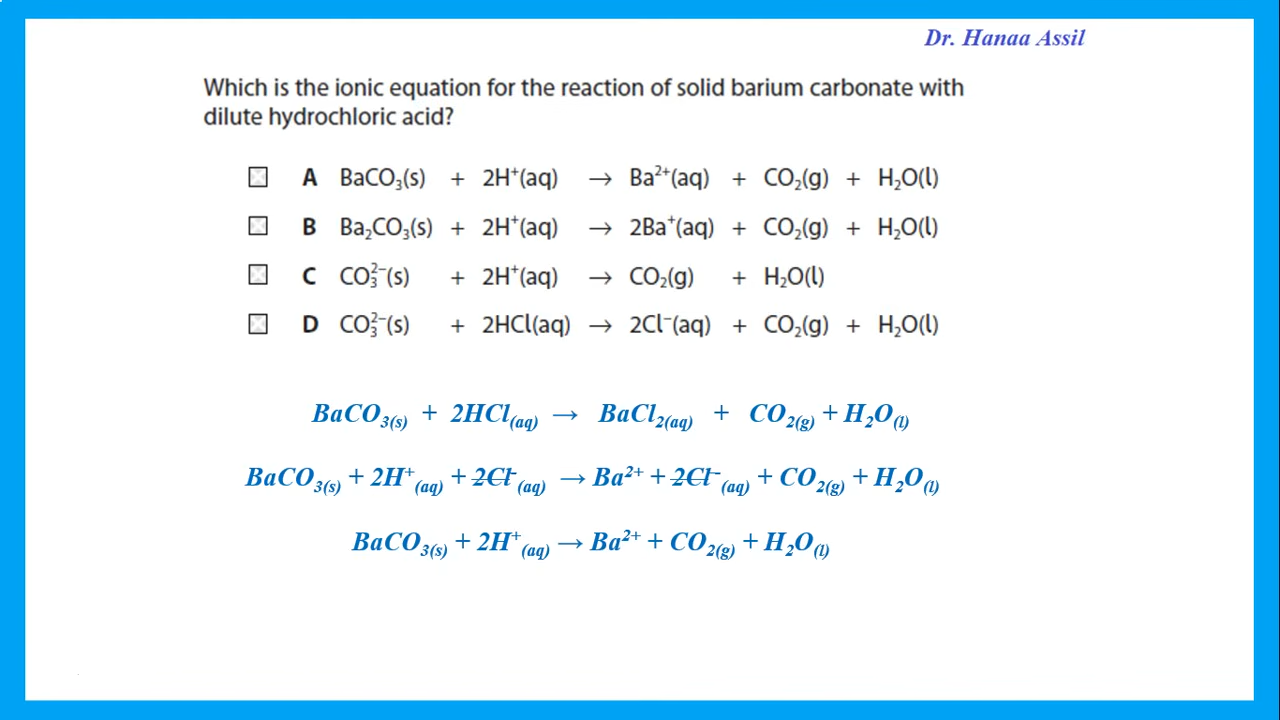 Dr. Hanaa Assil
Which is the ionic equation for the reaction of solid barium carbonate with
dilute hydrochloric acid?
A BaCO₃(s) + 2H⁺(aq) → Ba²⁺(aq) + CO₂(g) + H₂O(l)
B Ba₂CO₃(s) + 2H⁺(aq) → 2Ba⁺(aq) + CO₂(g) + H₂O(l)
C CO₃²⁻(s) + 2H⁺(aq) → CO₂(g) + H₂O(l)
D CO₃²⁻(s) + 2HCl(aq) → 2Cl⁻(aq) + CO₂(g) + H₂O(l)
BaCO₃(s) + 2HCl(aq) → BaCl₂(aq) + CO₂(g) + H₂O(l)
BaCO₃(s) + 2H⁺(aq) + 2Cl⁻(aq) → Ba²⁺ + 2Cl⁻(aq) + CO₂(g) + H₂O(l)
BaCO₃(s) + 2H⁺(aq) → Ba²⁺ + CO₂(g) + H₂O(l)